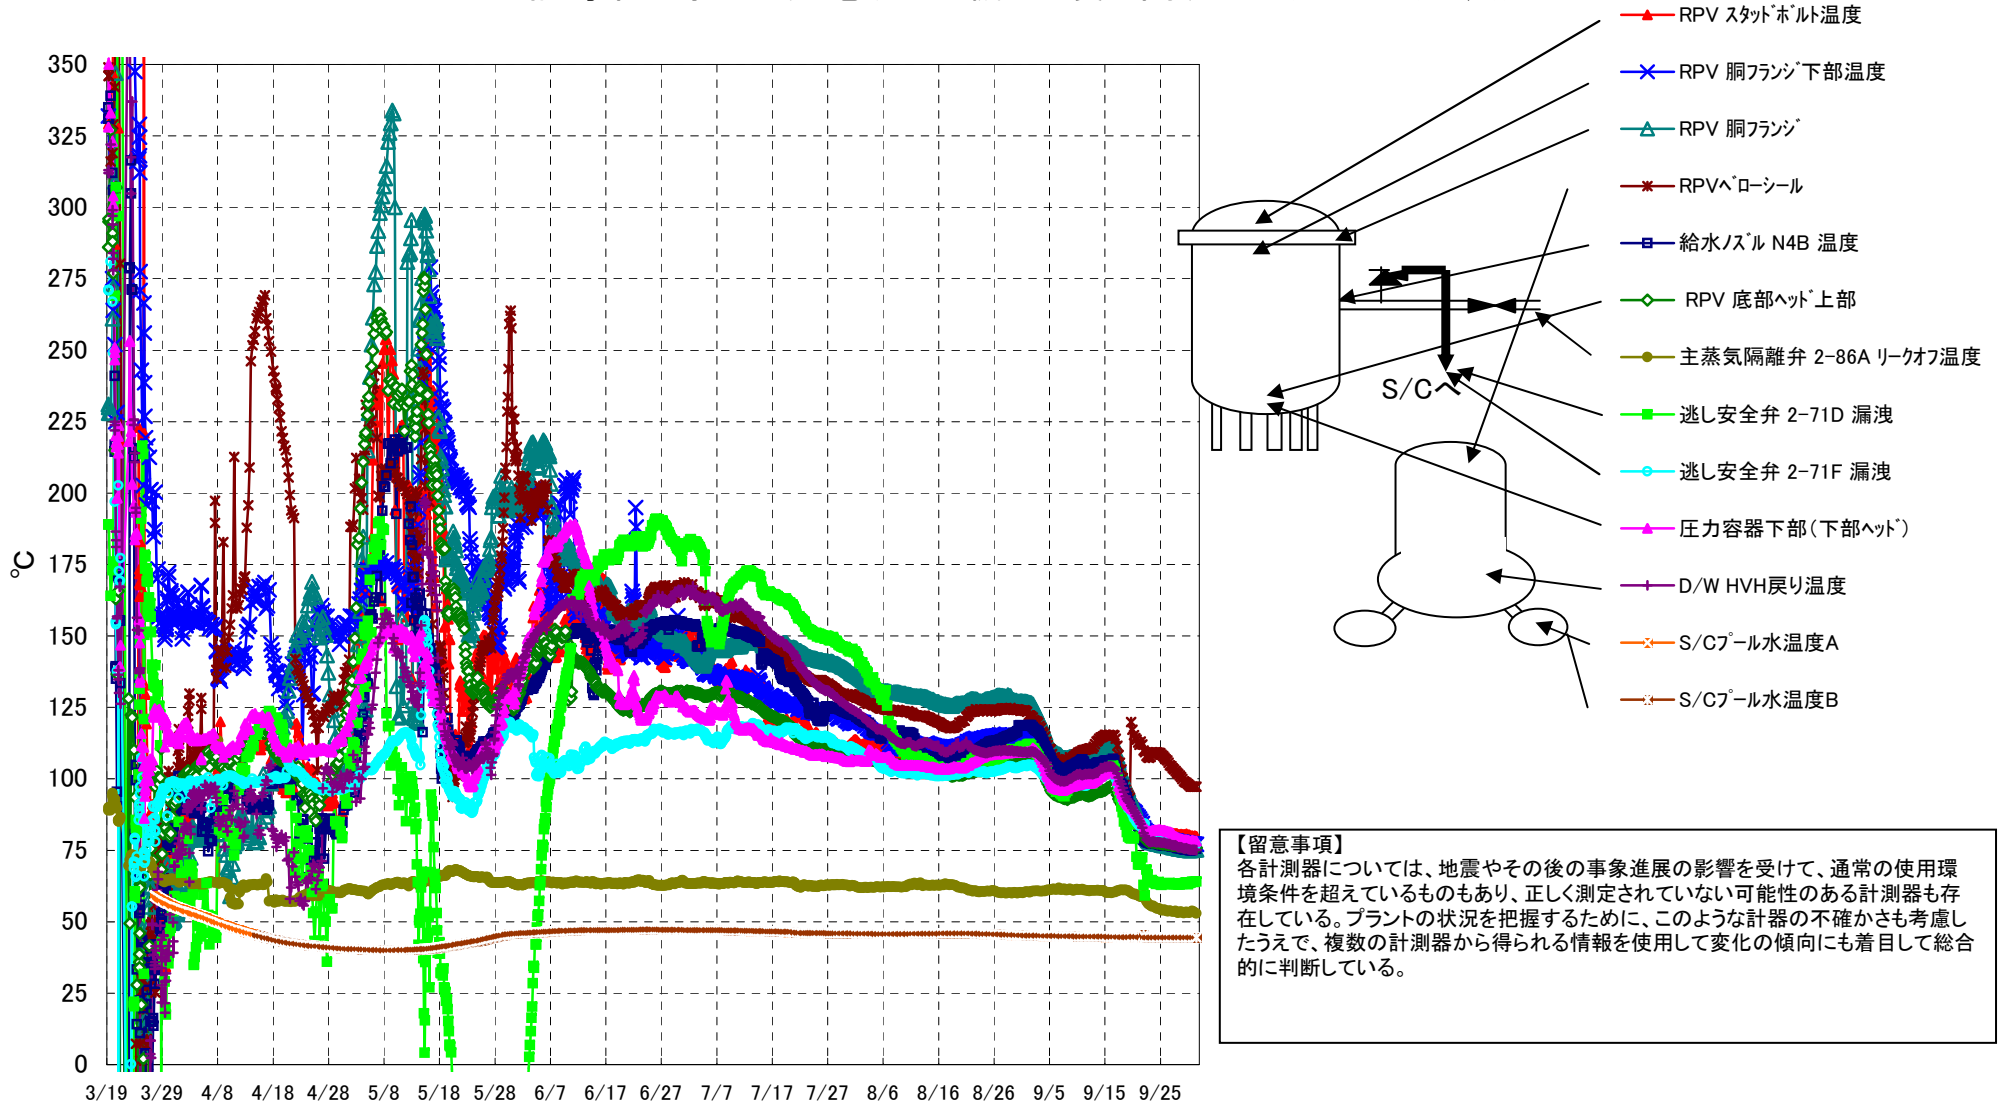 ℃
350
325
300
275
250
225
200
175
150
125
100
75
50
25
0
3/19 3/29 4/8 4/18 4/28 5/8 5/18 5/28 6/7 6/17 6/27 7/7 7/17 7/27 8/6 8/16 8/26 9/5 9/15 9/25
RPV スタッドボルト温度
RPV 胴フランジ下部温度
RPV 胴フランジ
RPVベローシール
給水ノズル N4B 温度
RPV 底部ヘッド上部
主蒸気隔離弁 2-86A リークオフ温度
逃し安全弁 2-71D 漏洩
逃し安全弁 2-71F 漏洩
圧力容器下部(下部ヘッド)
D/W HVH戻り温度
S/Cプール水温度A
S/Cプール水温度B
S/Cへ
【留意事項】
各計測器については、地震やその後の事象進展の影響を受けて、通常の使用環
境条件を超えているものもあり、正しく測定されていない可能性のある計測器も存
在している。プラントの状況を把握するために、このような計器の不確かさも考慮し
たうえで、複数の計測器から得られる情報を使用して変化の傾向にも着目して総合
的に判断している。